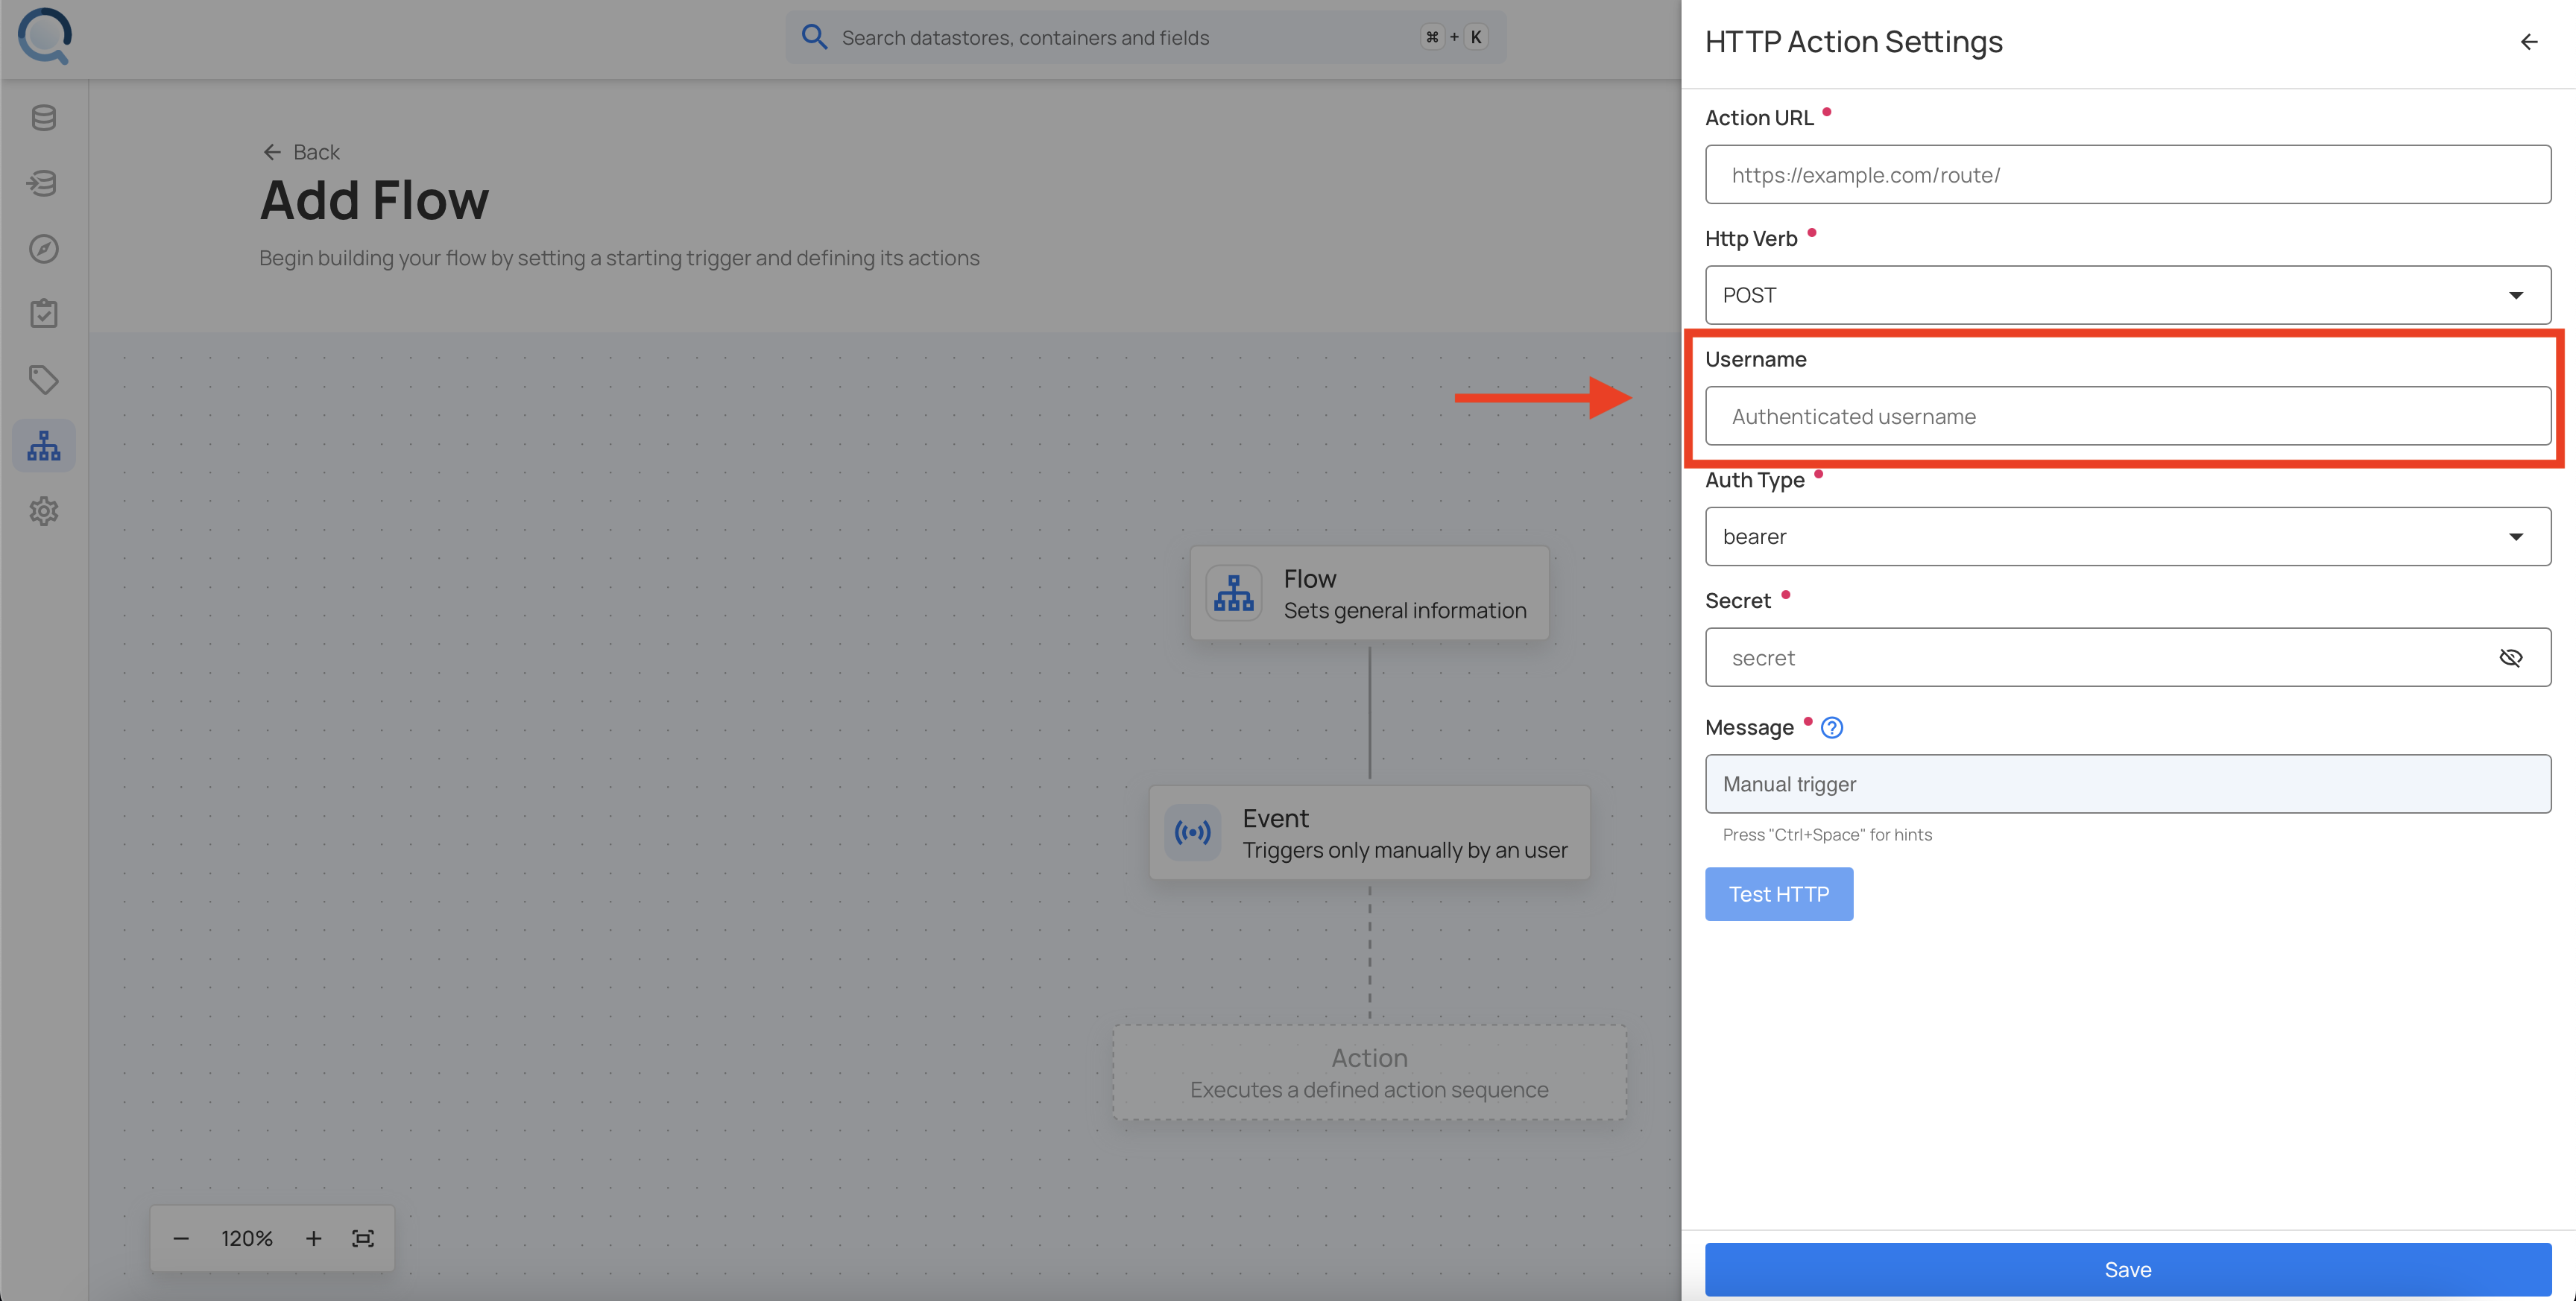 Search datastores, containers and fields
⌘ + K
Back
Add Flow
Begin building your flow by setting a starting trigger and defining its actions
Flow
Sets general information
Event
Triggers only manually by an user
Action
Executes a defined action sequence
120%
HTTP Action Settings
Action URL
https://example.com/route/
Http Verb
POST
Username
Authenticated username
Auth Type
bearer
Secret
secret
Message
Manual trigger
Press "Ctrl+Space" for hints
Test HTTP
Save